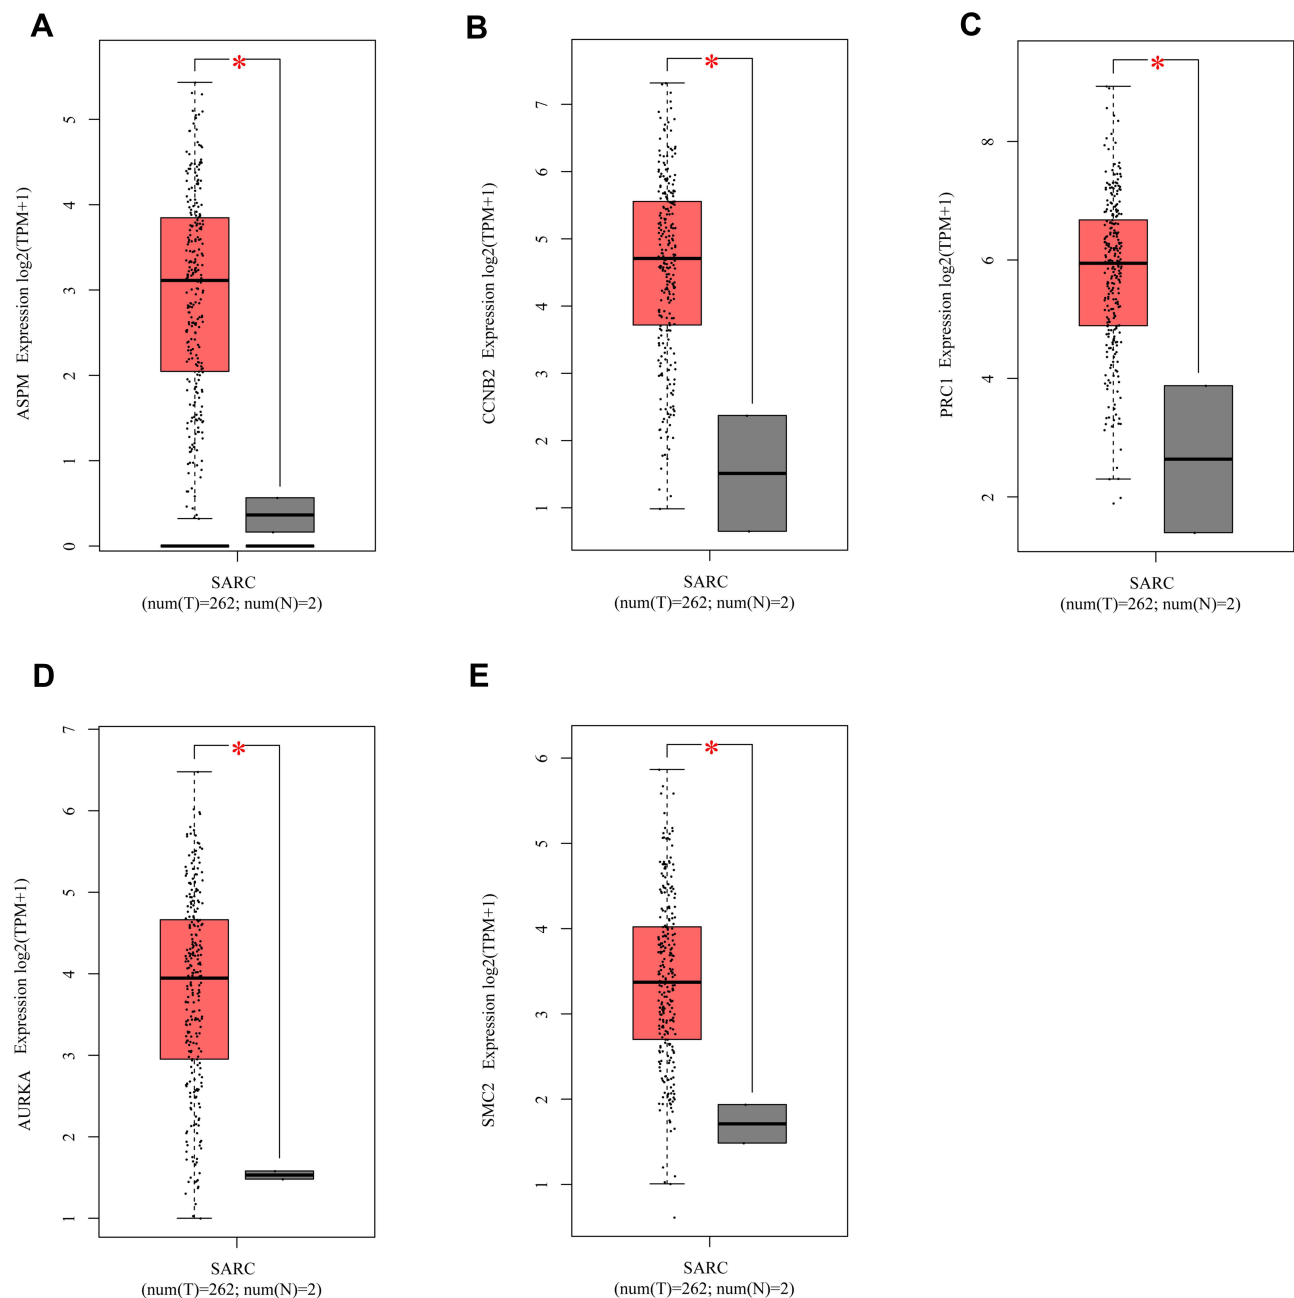 A
*
ASPM Expression log2(TPM+1)
0 1 2 3 4 5
SARC
(num(T)=262; num(N)=2)
B
*
CCNB2 Expression log2(TPM+1)
1 2 3 4 5 6 7
SARC
(num(T)=262; num(N)=2)
C
*
PRC1 Expression log2(TPM+1)
2 4 6 8
SARC
(num(T)=262; num(N)=2)
D
*
AURKA Expression log2(TPM+1)
1 2 3 4 5 6 7
SARC
(num(T)=262; num(N)=2)
E
*
SMC2 Expression log2(TPM+1)
1 2 3 4 5 6
SARC
(num(T)=262; num(N)=2)